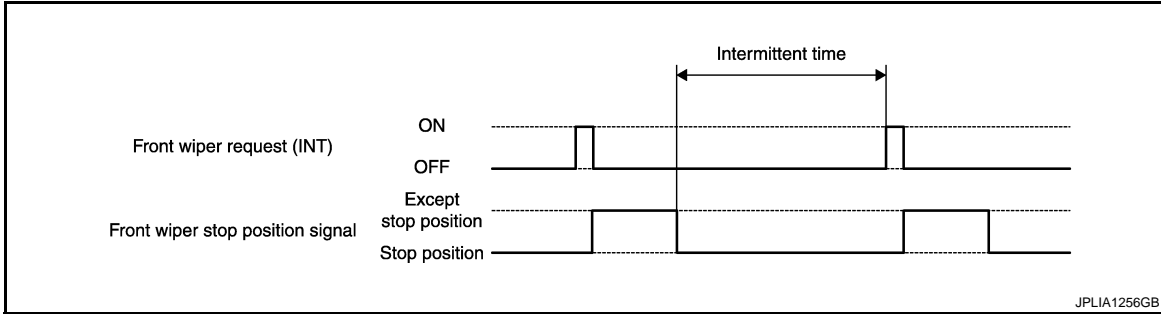 Intermittent time
Front wiper request (INT)
ON
OFF
Front wiper stop position signal
Except
stop position
Stop position
JPLIA1256GB